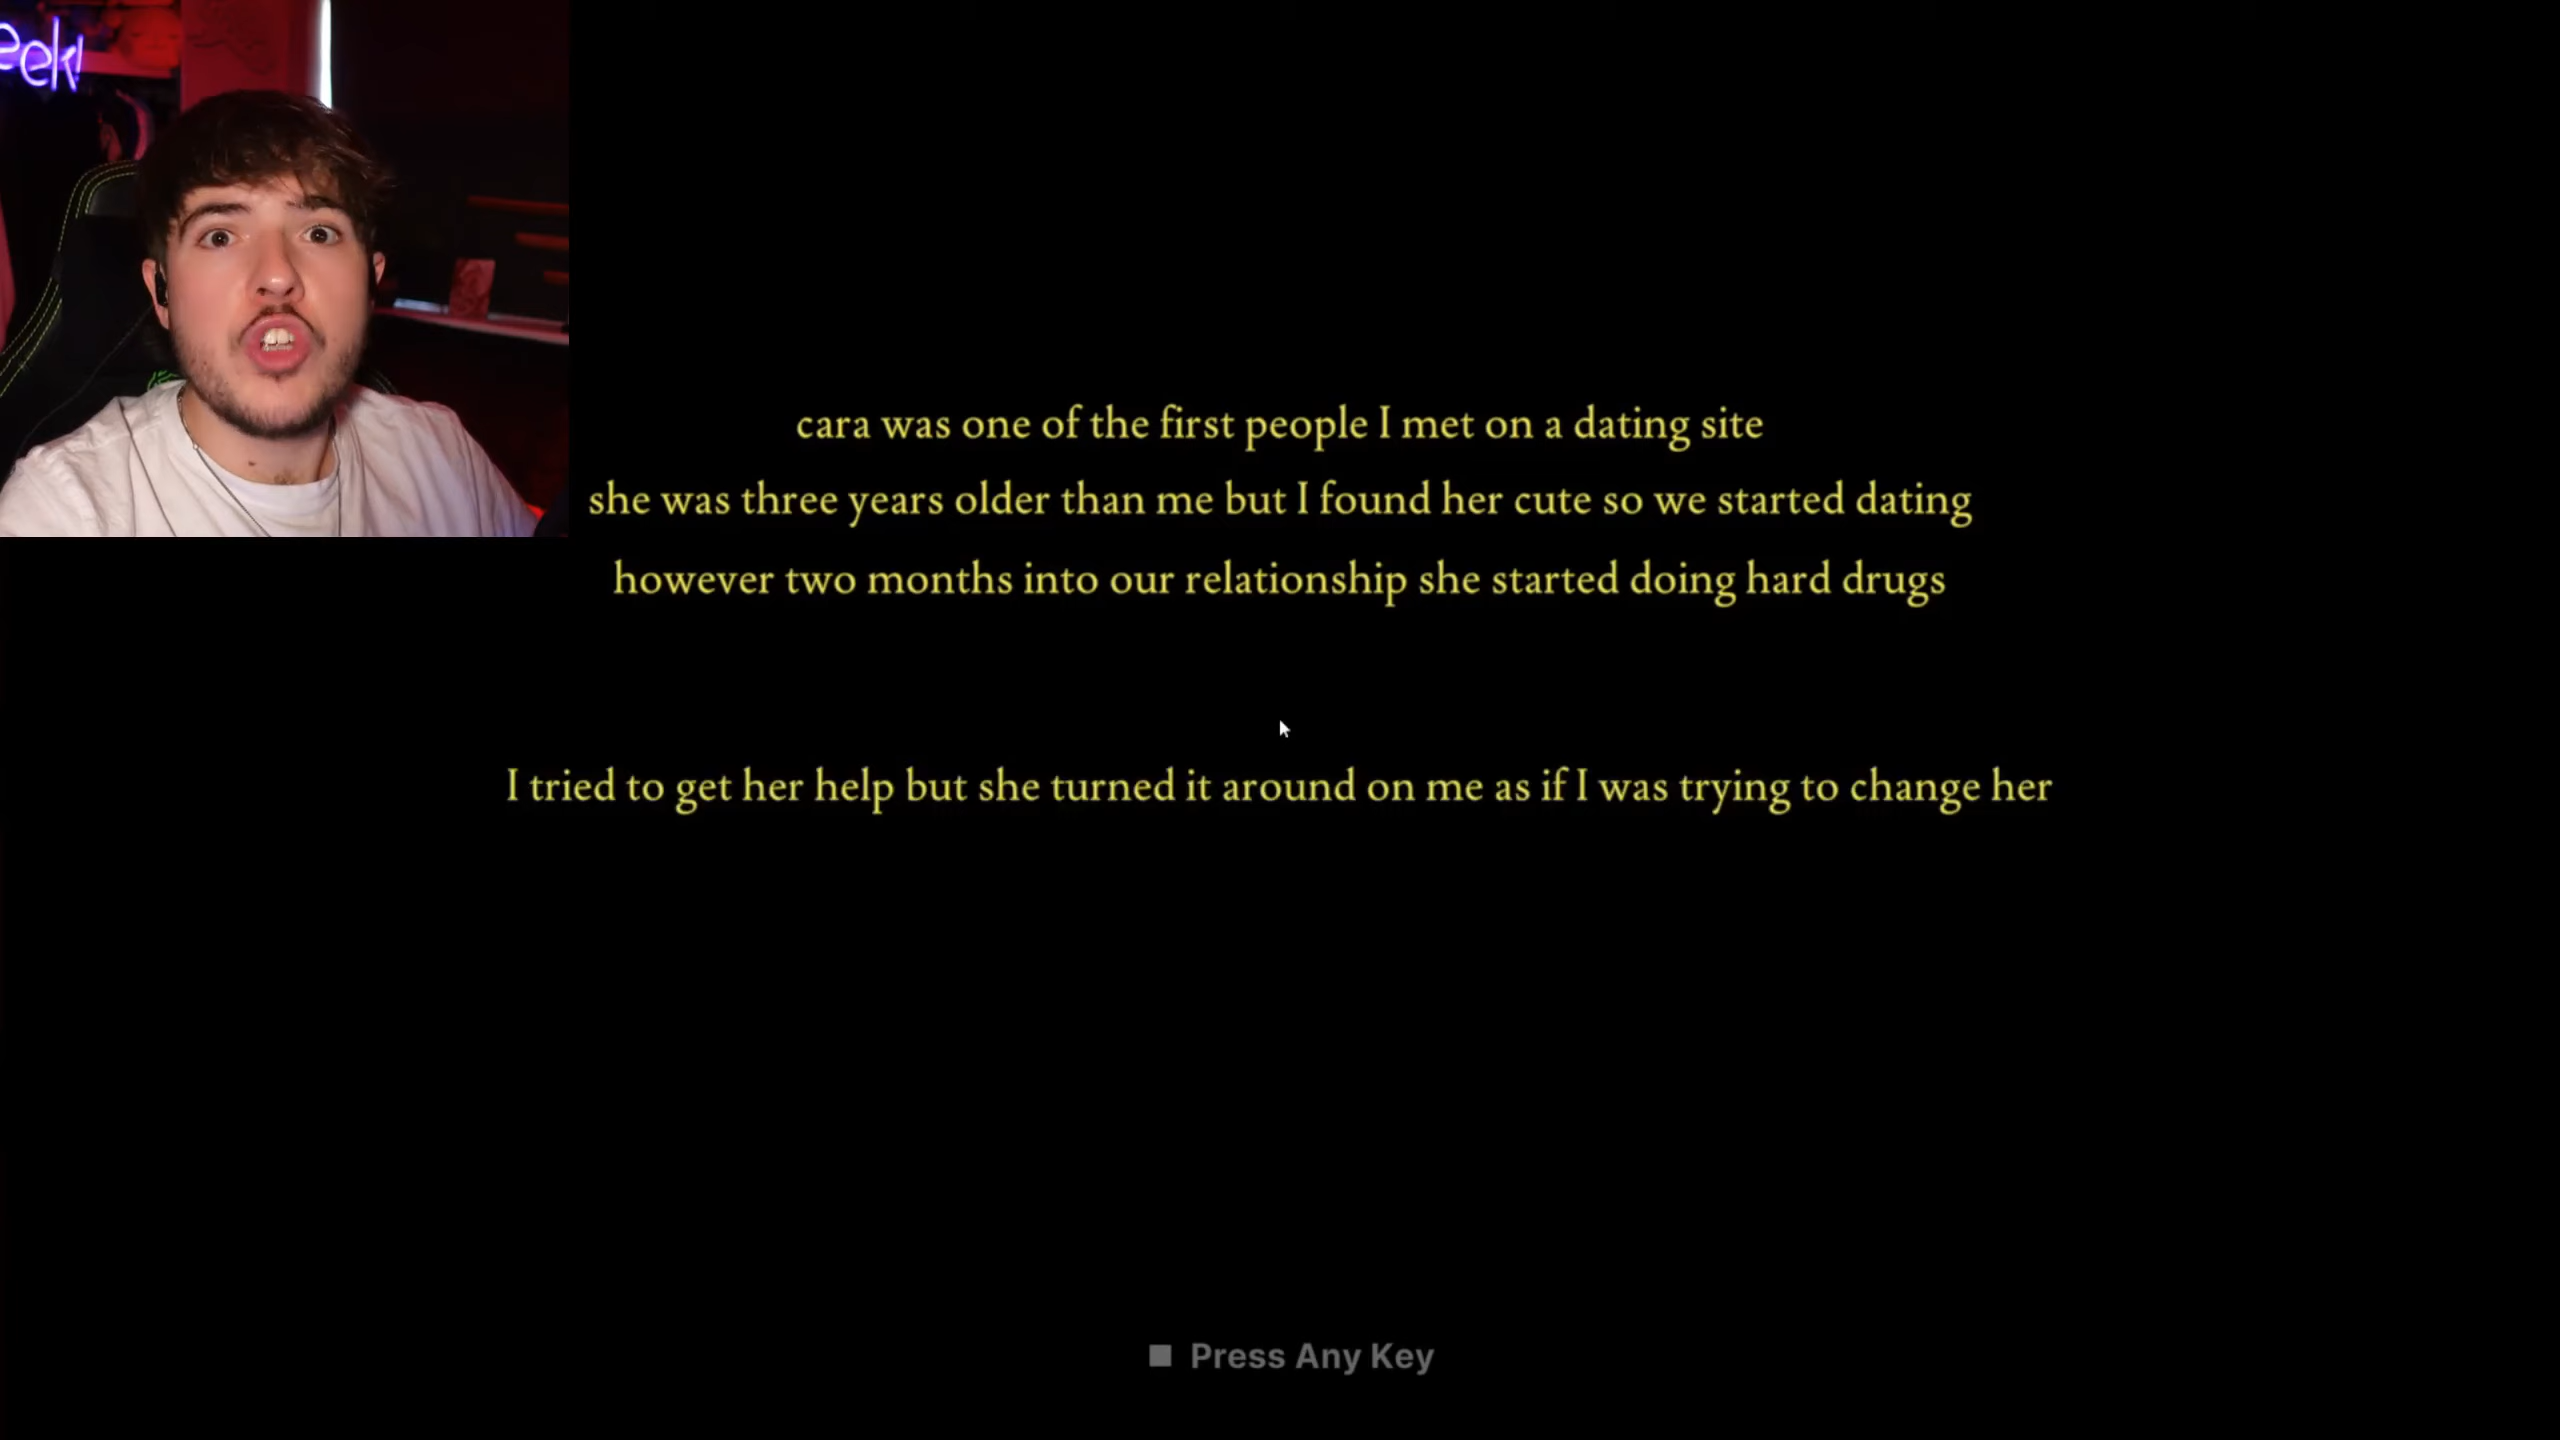 eek!
cara was one of the first people I met on a dating site
she was three years older than me but I found her cute so we started dating
however two months into our relationship she started doing hard drugs
I tried to get her help but she turned it around on me as if I was trying to change her
Press Any Key